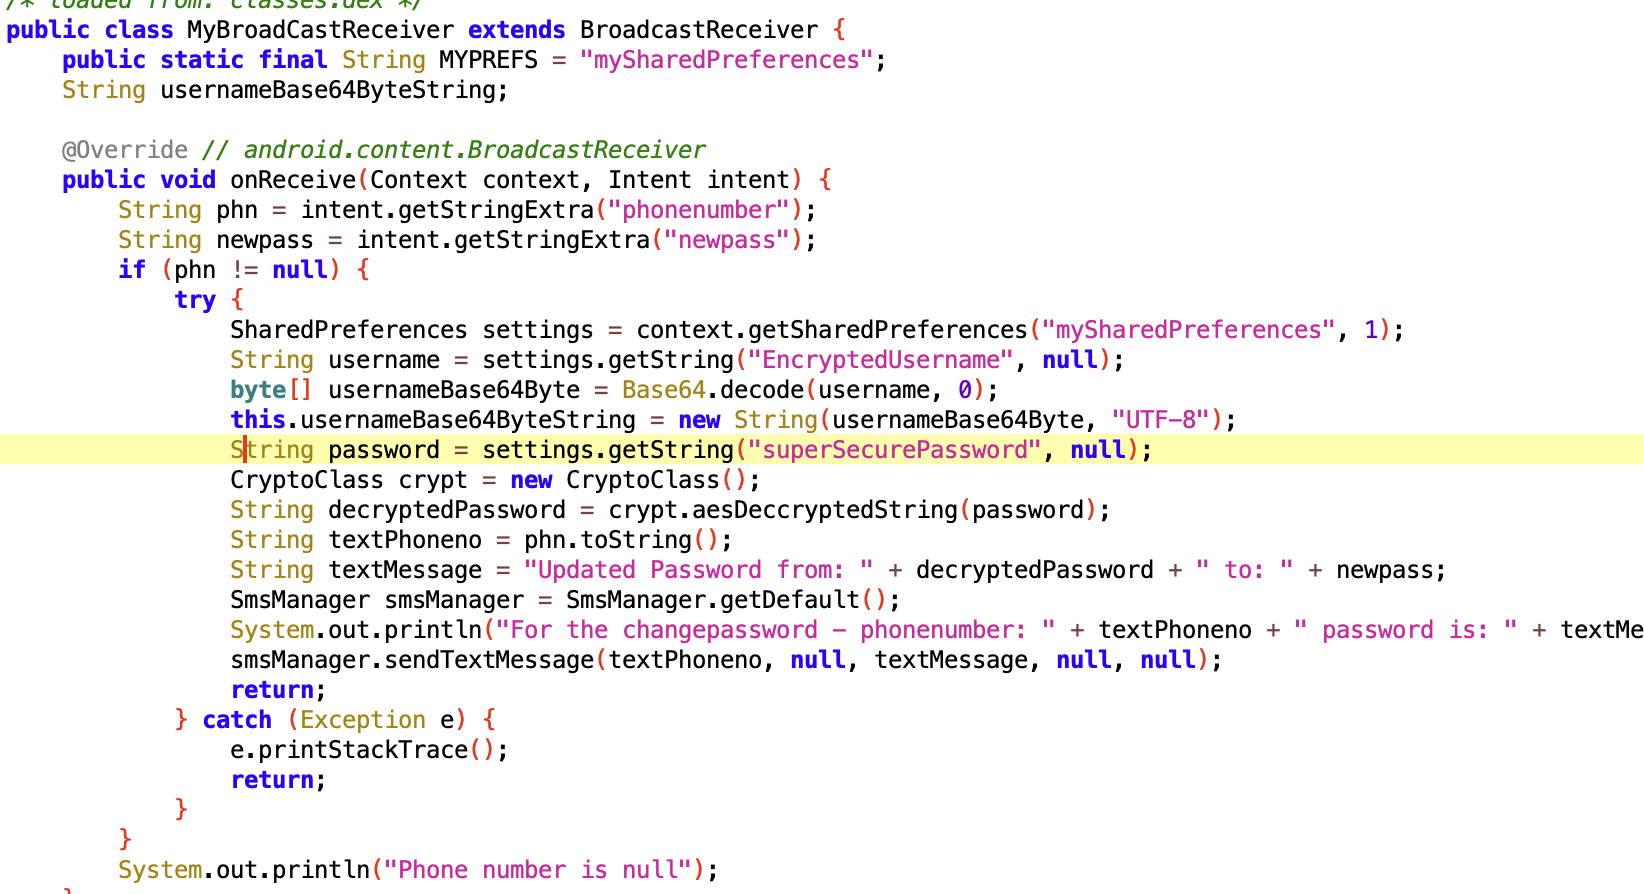 /* loaded from: classes.dex */
public class MyBroadCastReceiver extends BroadcastReceiver {
    public static final String MYPREFS = "mySharedPreferences";
    String usernameBase64ByteString;

    @Override // android.content.BroadcastReceiver
    public void onReceive(Context context, Intent intent) {
        String phn = intent.getStringExtra("phonenumber");
        String newpass = intent.getStringExtra("newpass");
        if (phn != null) {
            try {
                SharedPreferences settings = context.getSharedPreferences("mySharedPreferences", 1);
                String username = settings.getString("EncryptedUsername", null);
                byte[] usernameBase64Byte = Base64.decode(username, 0);
                this.usernameBase64ByteString = new String(usernameBase64Byte, "UTF-8");
                String password = settings.getString("superSecurePassword", null);
                CryptoClass crypt = new CryptoClass();
                String decryptedPassword = crypt.aesDeccryptedString(password);
                String textPhoneno = phn.toString();
                String textMessage = "Updated Password from: " + decryptedPassword + " to: " + newpass;
                SmsManager smsManager = SmsManager.getDefault();
                System.out.println("For the changepassword – phonenumber: " + textPhoneno + " password is: " + textMe
                smsManager.sendTextMessage(textPhoneno, null, textMessage, null, null);
                return;
            } catch (Exception e) {
                e.printStackTrace();
                return;
            }
        }
        System.out.println("Phone number is null");
    }